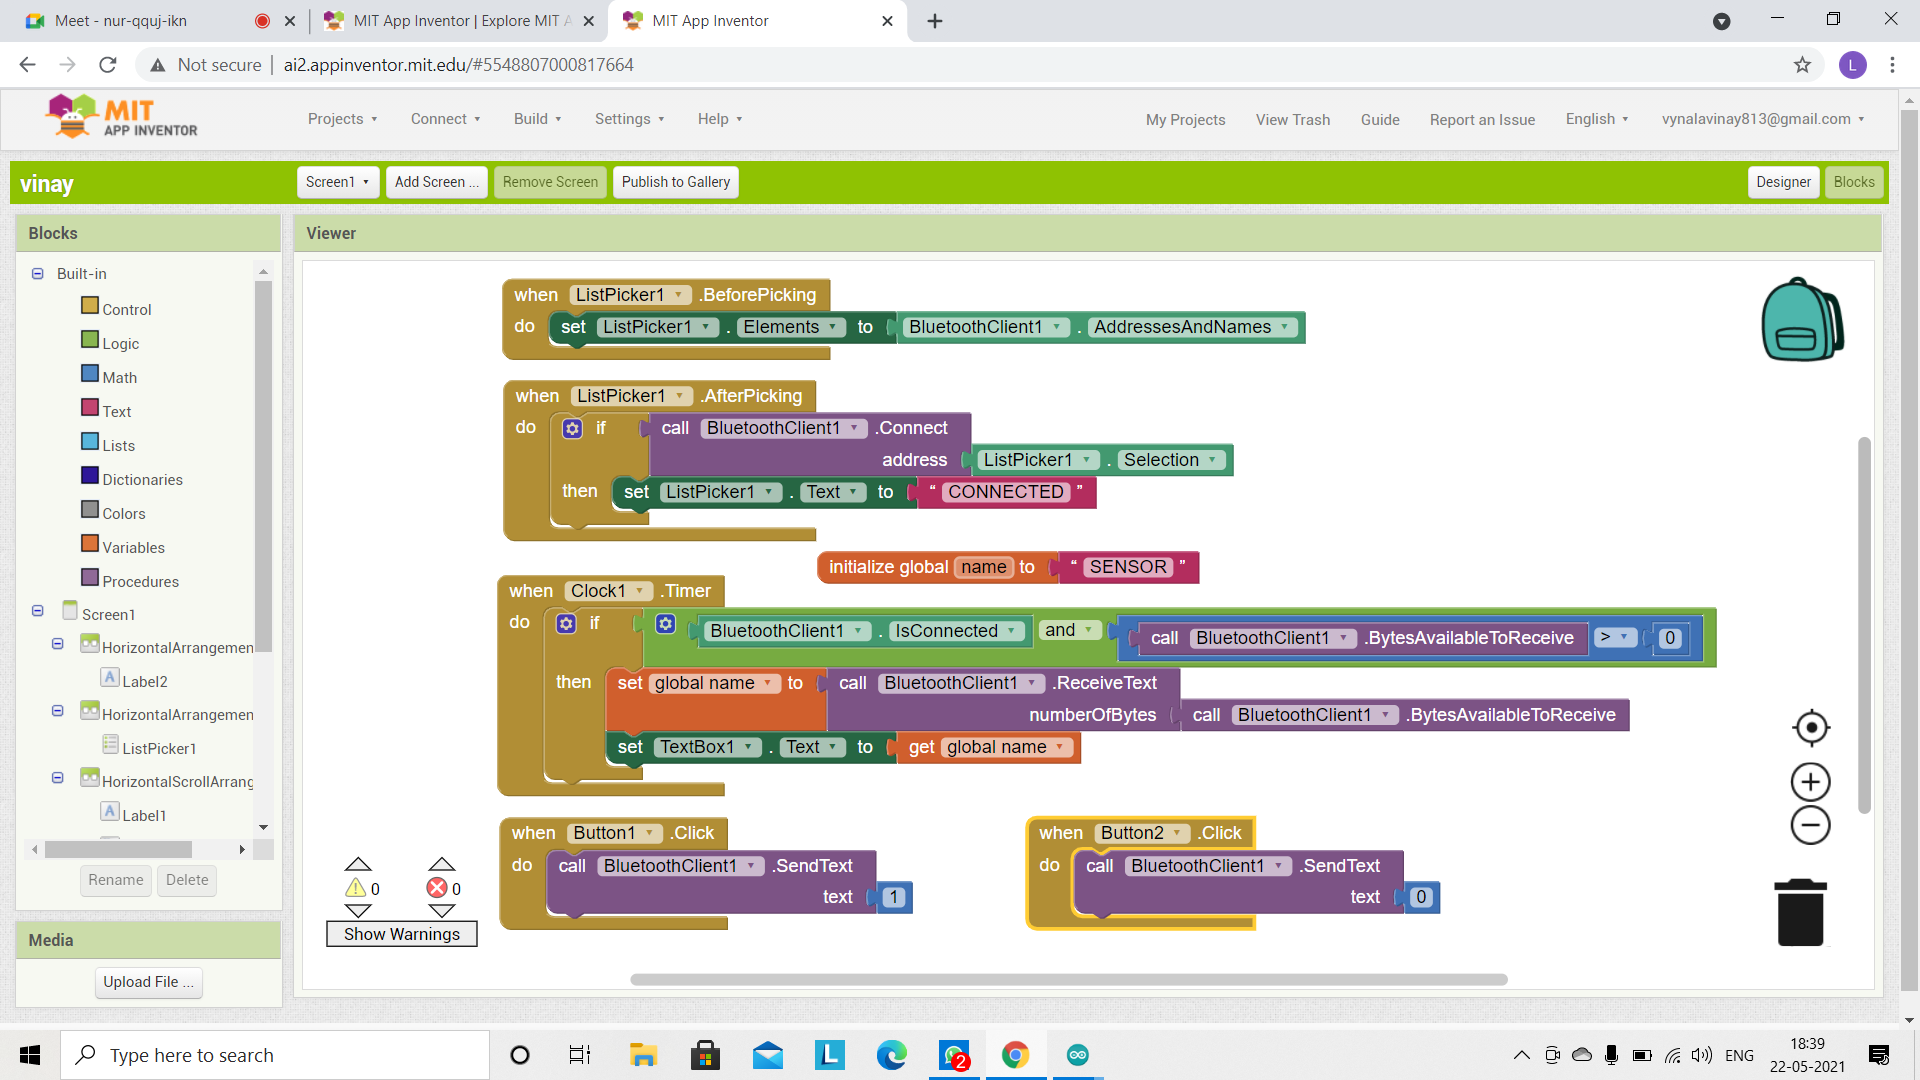 Meet - nur-qquj-ikn
MIT App Inventor | Explore MIT A
MIT App Inventor
Not secure | ai2.appinventor.mit.edu/#5548807000817664
L
MIT
APP INVENTOR
Projects
Connect
Build
Settings
Help
My Projects
View Trash
Guide
Report an Issue
English
vynalavinay813@gmail.com
vinay
Screen1
Add Screen ...
Remove Screen
Publish to Gallery
Designer
Blocks
Blocks
Built-in
Control
Logic
Math
Text
Lists
Dictionaries
Colors
Variables
Procedures
Screen1
HorizontalArrangemen
Label2
HorizontalArrangemen
ListPicker1
HorizontalScrollArrang
Label1
Rename
Delete
Media
Upload File ...
Viewer
when ListPicker1 .BeforePicking
do set ListPicker1 . Elements to BluetoothClient1 . AddressesAndNames
when ListPicker1 .AfterPicking
do if call BluetoothClient1 .Connect
address ListPicker1 . Selection
then set ListPicker1 . Text to “ CONNECTED ”
initialize global name to “ SENSOR ”
when Clock1 .Timer
do if BluetoothClient1 . IsConnected and call BluetoothClient1 .BytesAvailableToReceive > 0
then set global name to call BluetoothClient1 .ReceiveText
numberOfBytes call BluetoothClient1 .BytesAvailableToReceive
set TextBox1 . Text to get global name
when Button1 .Click
do call BluetoothClient1 .SendText
text 1
when Button2 .Click
do call BluetoothClient1 .SendText
text 0
0
0
Show Warnings
Type here to search
L
2
ENG
18:39
22-05-2021